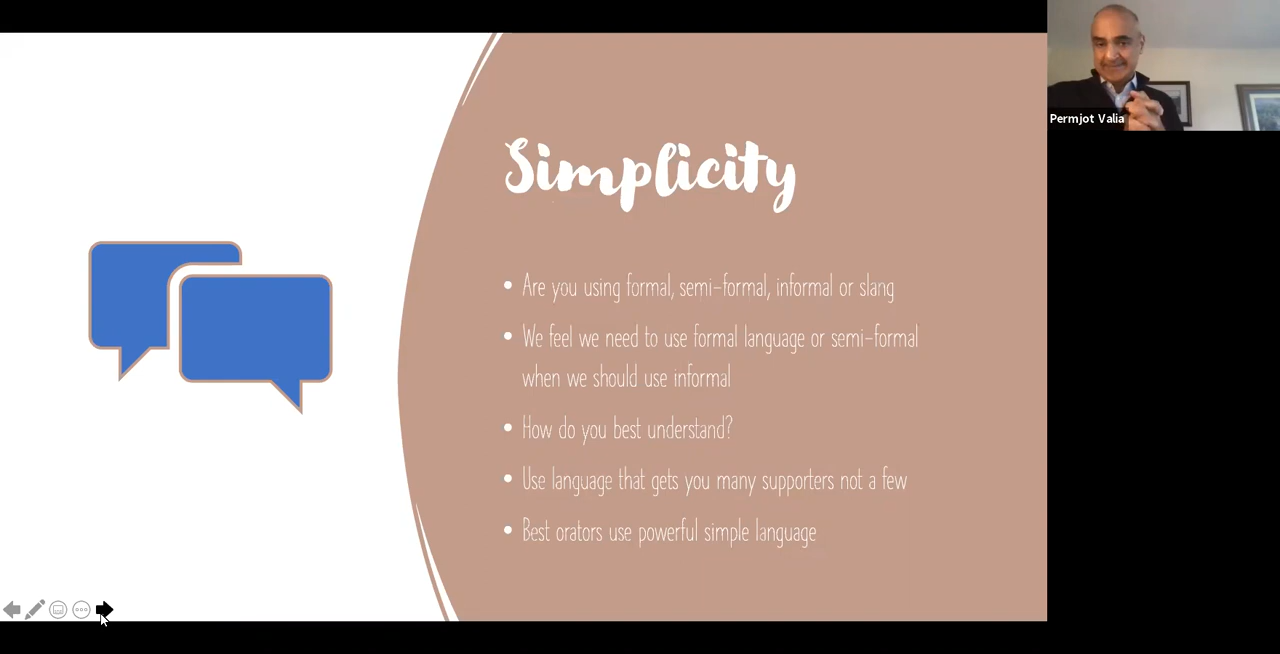 Simplicity
• Are you using formal, semi-formal, informal or slang
• We feel we need to use formal language or semi-formal
when we should use informal
• How do you best understand?
• Use language that gets you many supporters not a few
• Best orators use powerful simple language
Permjot Valia